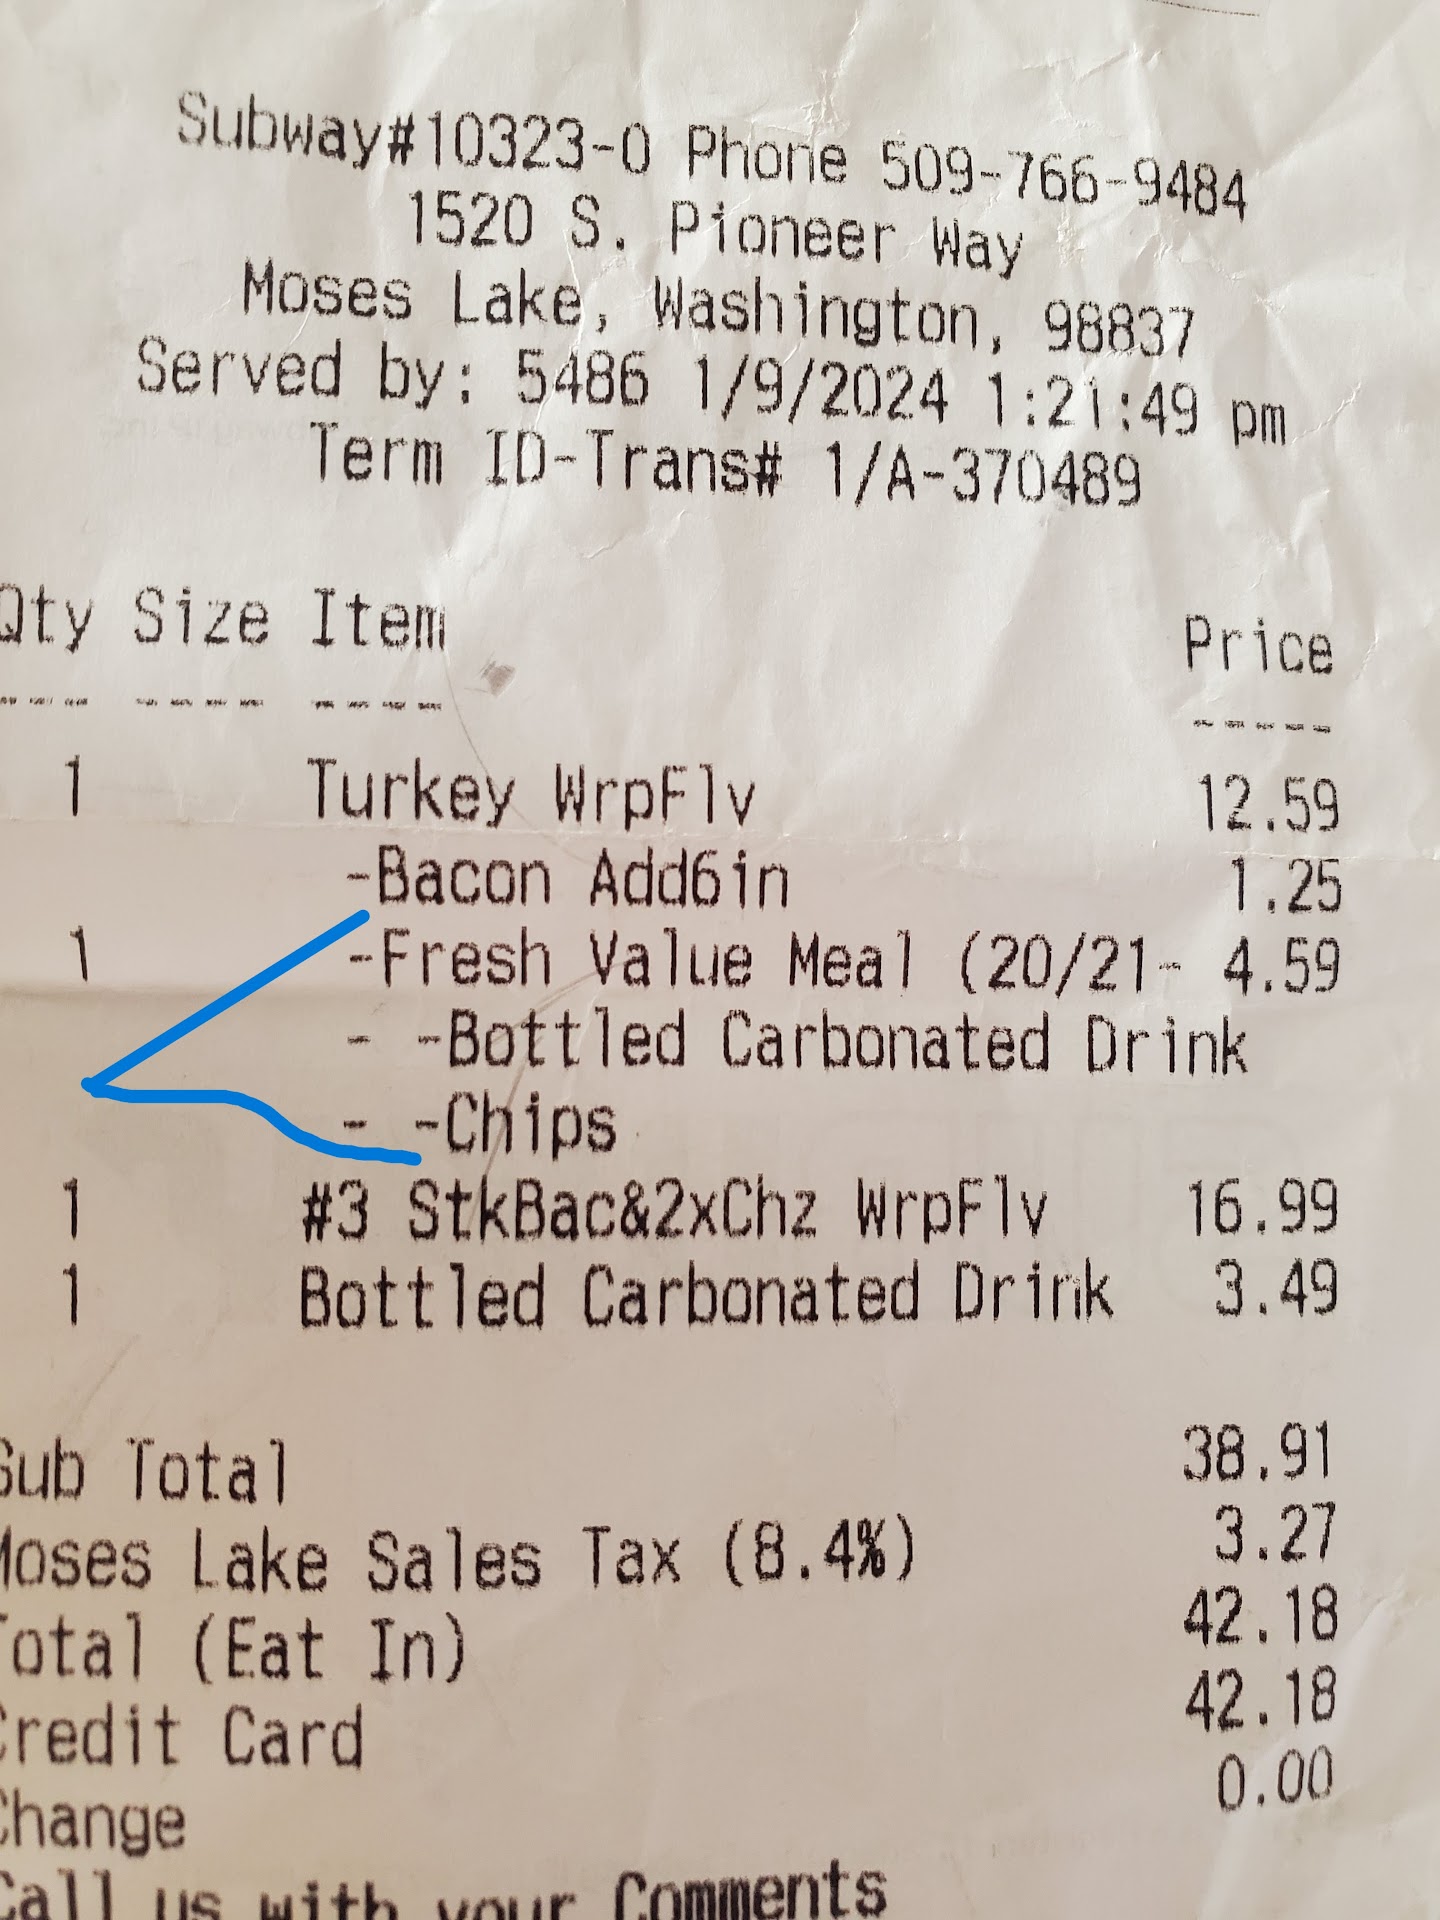 Subway#10323-0 Phone 509-766-9484
1520 S. Pioneer Way
Moses Lake, Washington, 98837
Served by: 5486 1/9/2024 1:21:49 pm
Term ID-Trans# 1/A-370489
Qty Size Item Price
--- ---- ---- -----
1 Turkey WrpFlv 12.59
-Bacon Add6in 1.25
1 -Fresh Value Meal (20/21- 4.59
- -Bottled Carbonated Drink
- -Chips
1 #3 StkBac&2xChz WrpFlv 16.99
1 Bottled Carbonated Drink 3.49
Sub Total 38.91
Moses Lake Sales Tax (8.4%) 3.27
Total (Eat In) 42.18
Credit Card 42.18
Change 0.00
Call us with your Comments